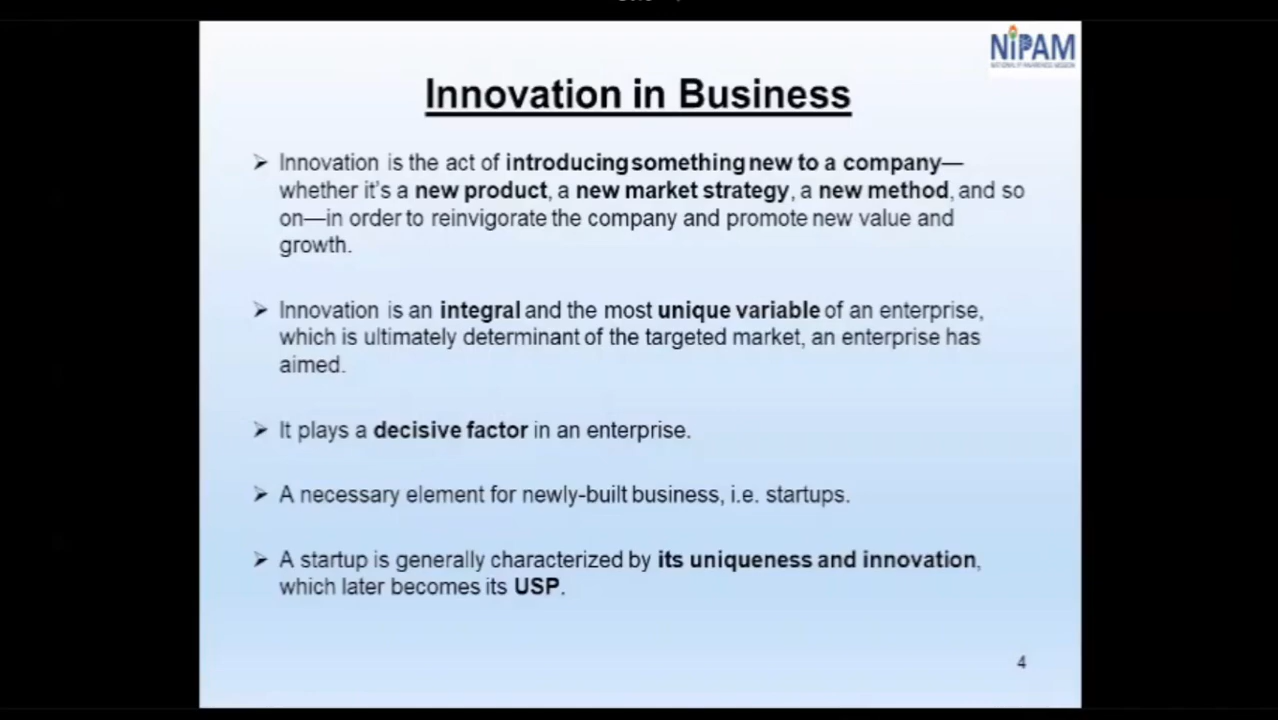 NiPAM
Innovation in Business
➢ Innovation is the act of introducing something new to a company—
whether it's a new product, a new market strategy, a new method, and so
on—in order to reinvigorate the company and promote new value and
growth.
➢ Innovation is an integral and the most unique variable of an enterprise,
which is ultimately determinant of the targeted market, an enterprise has
aimed.
➢ It plays a decisive factor in an enterprise.
➢ A necessary element for newly-built business, i.e. startups.
➢ A startup is generally characterized by its uniqueness and innovation,
which later becomes its USP.
4